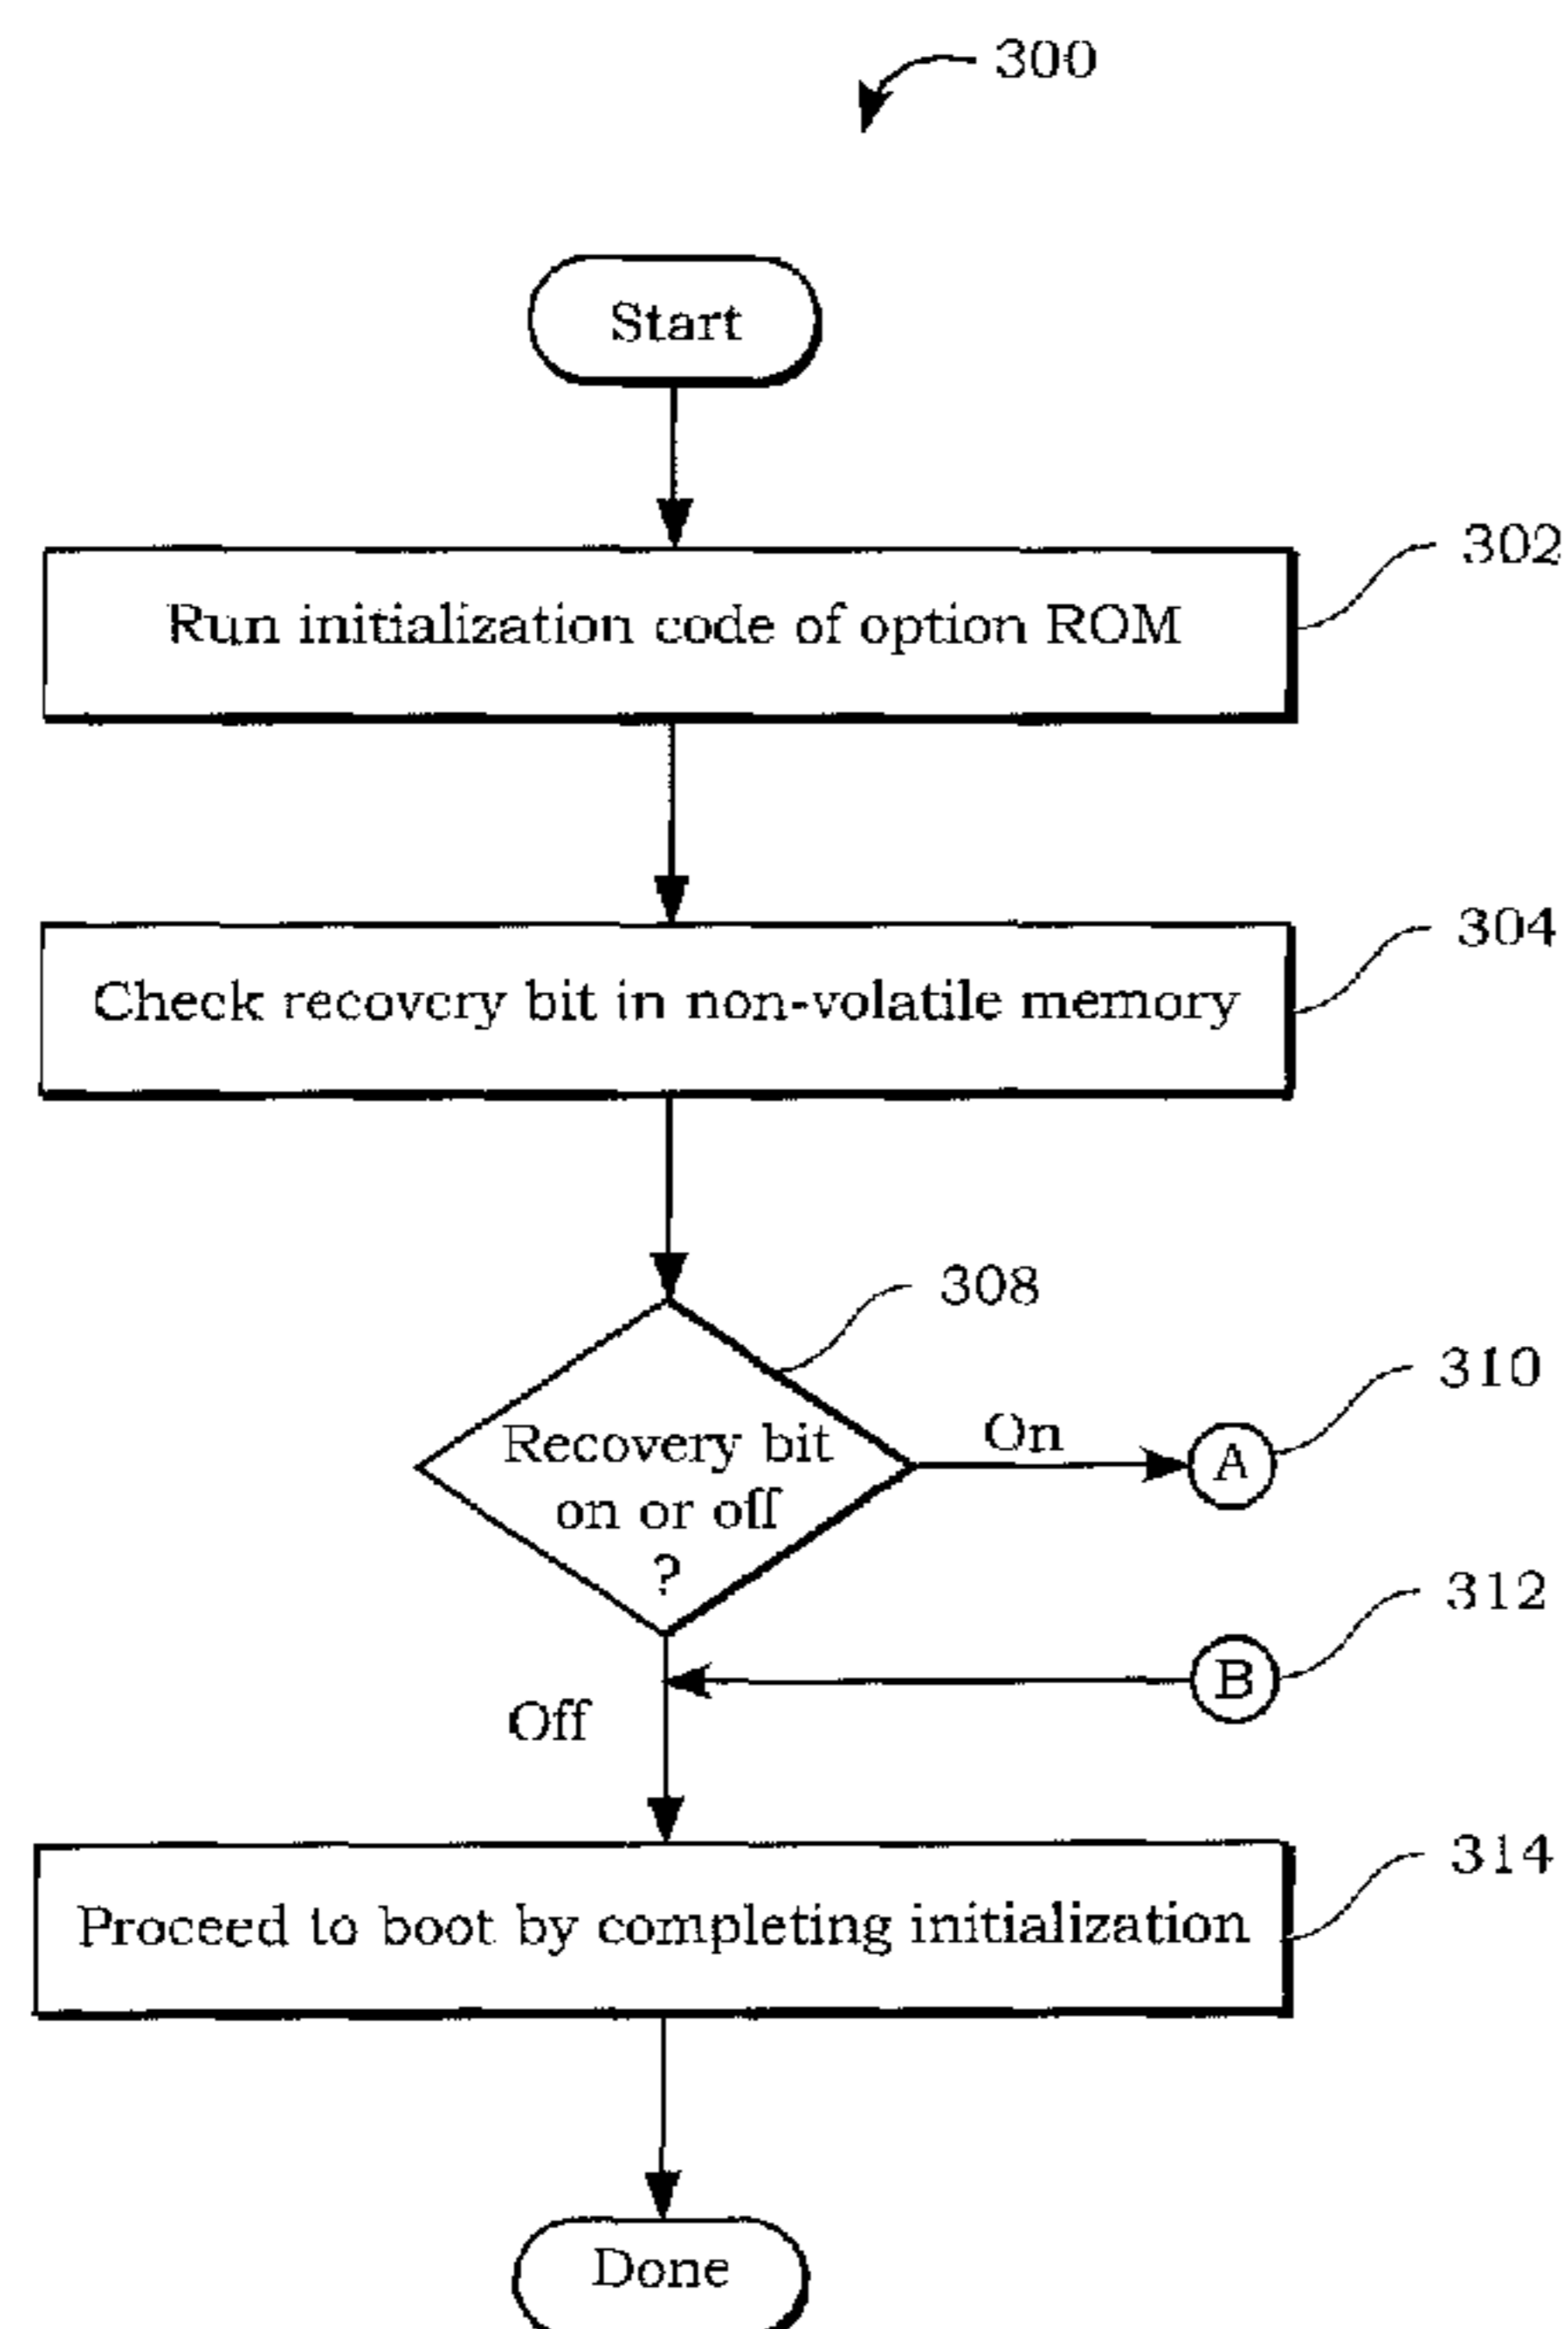 300
Start
302
Run initialization code of option ROM
304
Check recovery bit in non-volatile memory
308
310
Recovery bit
on or off
?
On
A
312
B
Off
314
Proceed to boot by completing initialization
Done